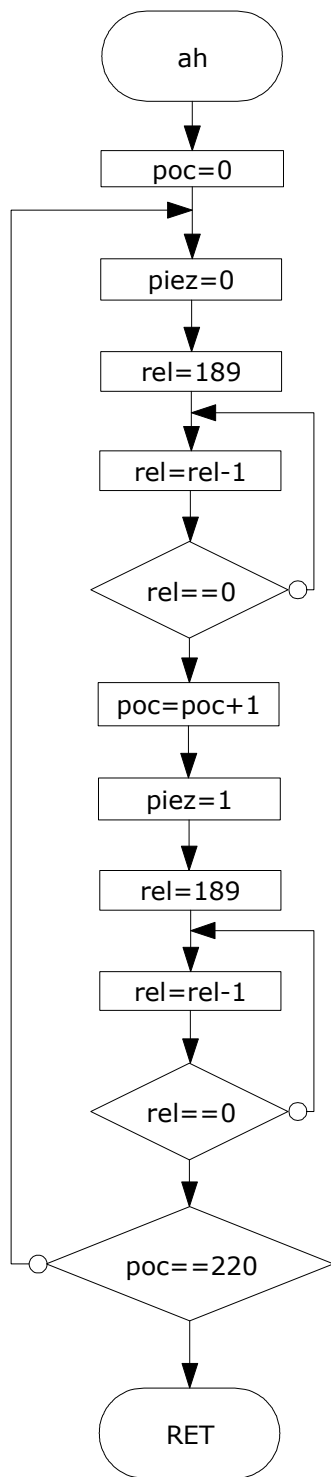 ah
poc=0
piez=0
rel=189
rel=rel-1
rel==0
poc=poc+1
piez=1
rel=189
rel=rel-1
rel==0
poc==220
RET